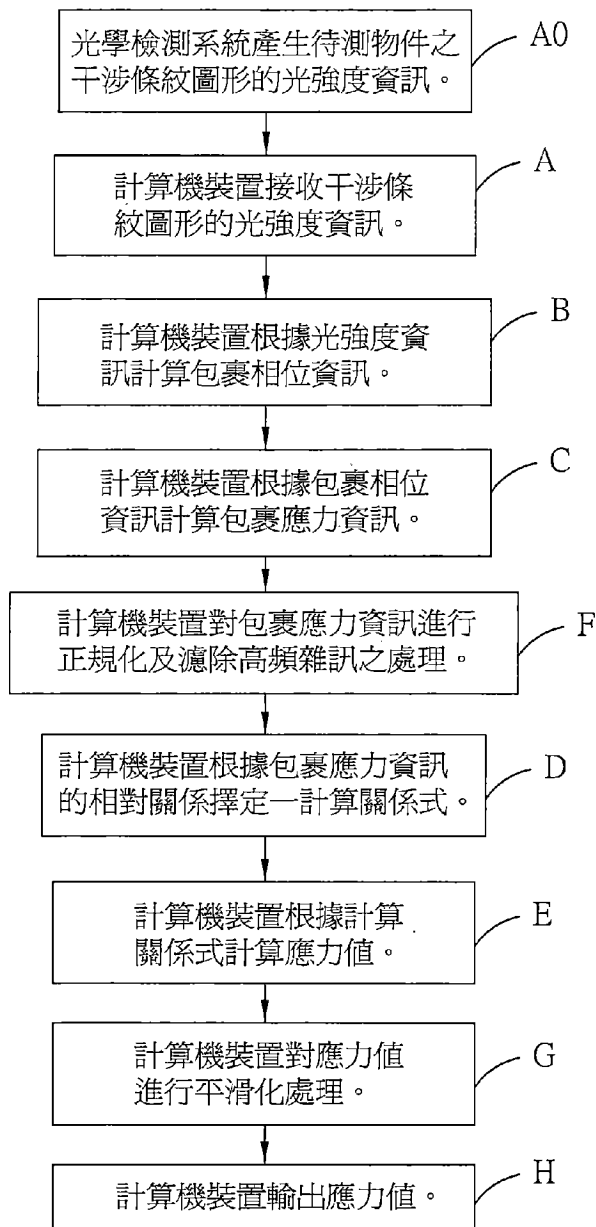 光學檢測系統產生待測物件之
干涉條紋圖形的光強度資訊。
A0
計算機裝置接收干涉條
紋圖形的光強度資訊。
A
計算機裝置根據光強度資
訊計算包裹相位資訊。
B
計算機裝置根據包裹相位
資訊計算包裹應力資訊。
C
計算機裝置對包裹應力資訊進行
正規化及濾除高頻雜訊之處理。
F
計算機裝置根據包裹應力資訊
的相對關係擇定一計算關係式。
D
計算機裝置根據計算
關係式計算應力值。
E
計算機裝置對應力值
進行平滑化處理。
G
計算機裝置輸出應力值。
H